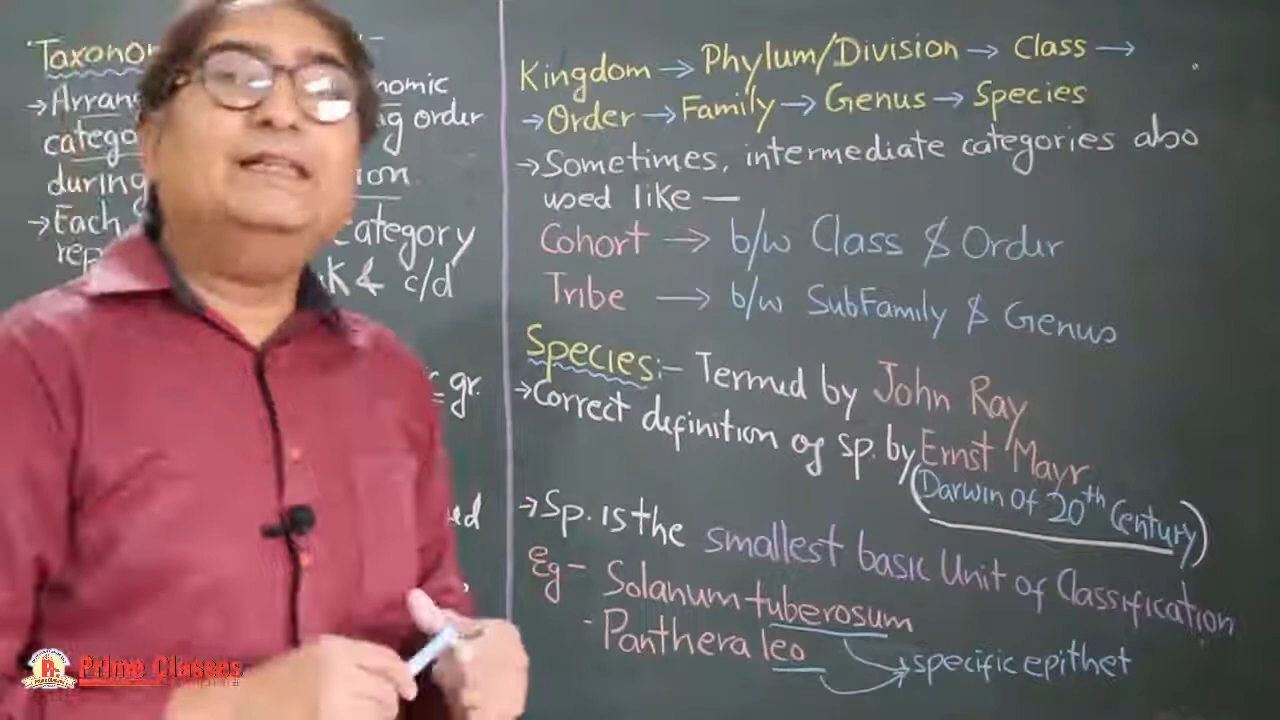 Taxonom
→Arran nomic
catego ng order
during ion.
→Each category
rep K & c/d
gr.
ed
Kingdom → Phylum/Division → Class →
→Order → Family → Genus → Species
→Sometimes, intermediate categories also
used like —
Cohort → b/w Class & Order
Tribe → b/w SubFamily & Genus
Species:- Termed by John Ray
→Correct definition of sp. by Ernst Mayr
(Darwin of 20th Century)
→Sp. is the smallest basic Unit of Classification
Eg - Solanum tuberosum
- Panthera leo
specific epithet
Prime Classes